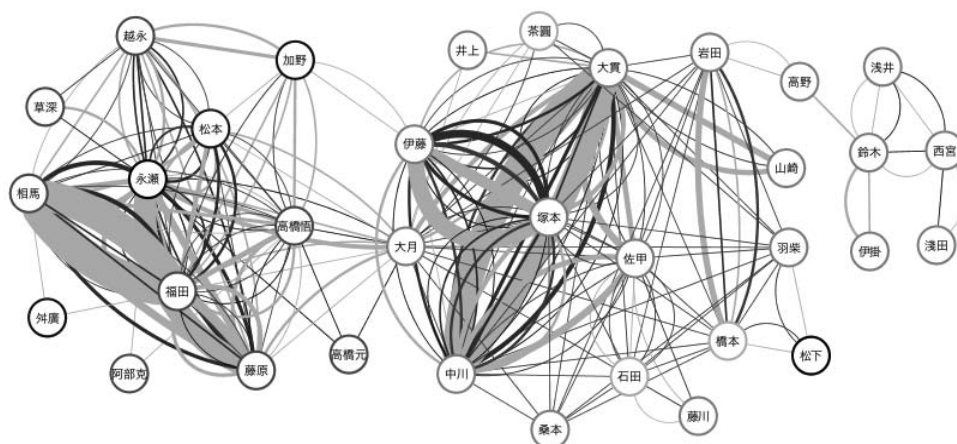 越永
加野
草深
松本
永瀬
相馬
高橋悟
福田
舛廣
阿部克
藤原
高橋元
茶圓
井上
大貫
岩田
高野
伊藤
山崎
塚本
大月
佐甲
羽柴
橋本
松下
中川
石田
藤川
桑本
浅井
鈴木
西宮
伊掛
淺田